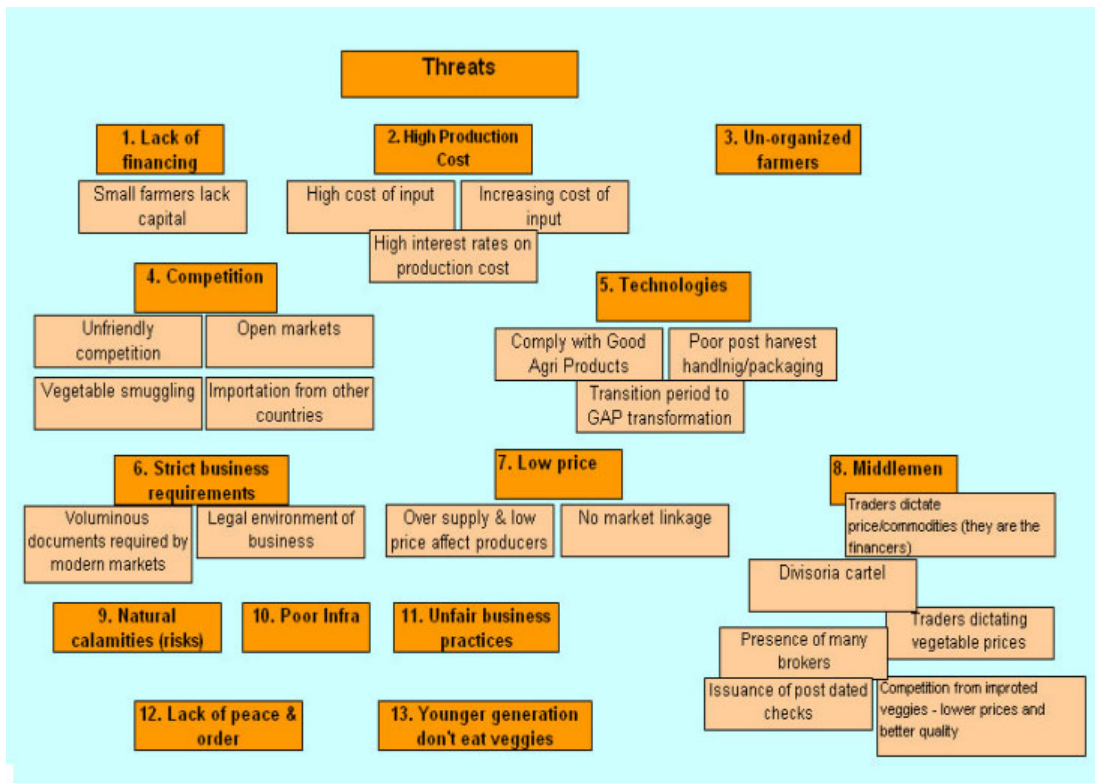 Threats
1. Lack of
financing
Small farmers lack
capital
2. High Production
Cost
High cost of input
Increasing cost of
input
High interest rates on
production cost
3. Un-organized
farmers
4. Competition
Unfriendly
competition
Open markets
Vegetable smuggling
Importation from other
countries
5. Technologies
Comply with Good
Agri Products
Poor post harvest
handlnig/packaging
Transition period to
GAP transformation
6. Strict business
requirements
Voluminous
documents required by
modern markets
Legal environment of
business
7. Low price
Over supply & low
price affect producers
No market linkage
8. Middlemen
Traders dictate
price/commodities (they are the
financers)
Divisoria cartel
Traders dictating
vegetable prices
Presence of many
brokers
Issuance of post dated
checks
Competition from improted
veggies - lower prices and
better quality
9. Natural
calamities (risks)
10. Poor Infra
11. Unfair business
practices
12. Lack of peace &
order
13. Younger generation
don't eat veggies